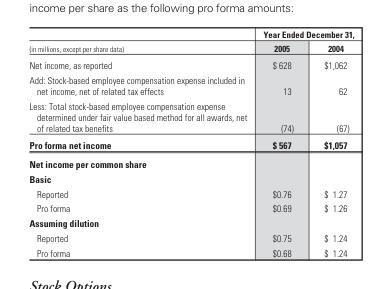 income per share as the following pro forma amounts:
Year Ended December 31,
(in millions, except per share data) 2005 2004
Net income, as reported $ 628 $1,062
Add: Stock-based employee compensation expense included in
net income, net of related tax effects 13 62
Less: Total stock-based employee compensation expense
determined under fair value based method for all awards, net
of related tax benefits (74) (67)
Pro forma net income $ 567 $1,057
Net income per common share
Basic
Reported $0.76 $ 1.27
Pro forma $0.69 $ 1.26
Assuming dilution
Reported $0.75 $ 1.24
Pro forma $0.68 $ 1.24
Stock Options